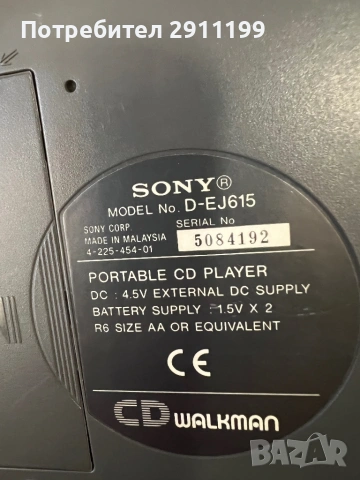 Потребител 2911199
SONY®
MODEL No. D-EJ615
SONY CORP. SERIAL No
MADE IN MALAYSIA 5084192
4-225-454-01
PORTABLE CD PLAYER
DC : 4.5V EXTERNAL DC SUPPLY
BATTERY SUPPLY : 1.5V X 2
R6 SIZE AA OR EQUIVALENT
CE
CD WALKMAN
BAZAR